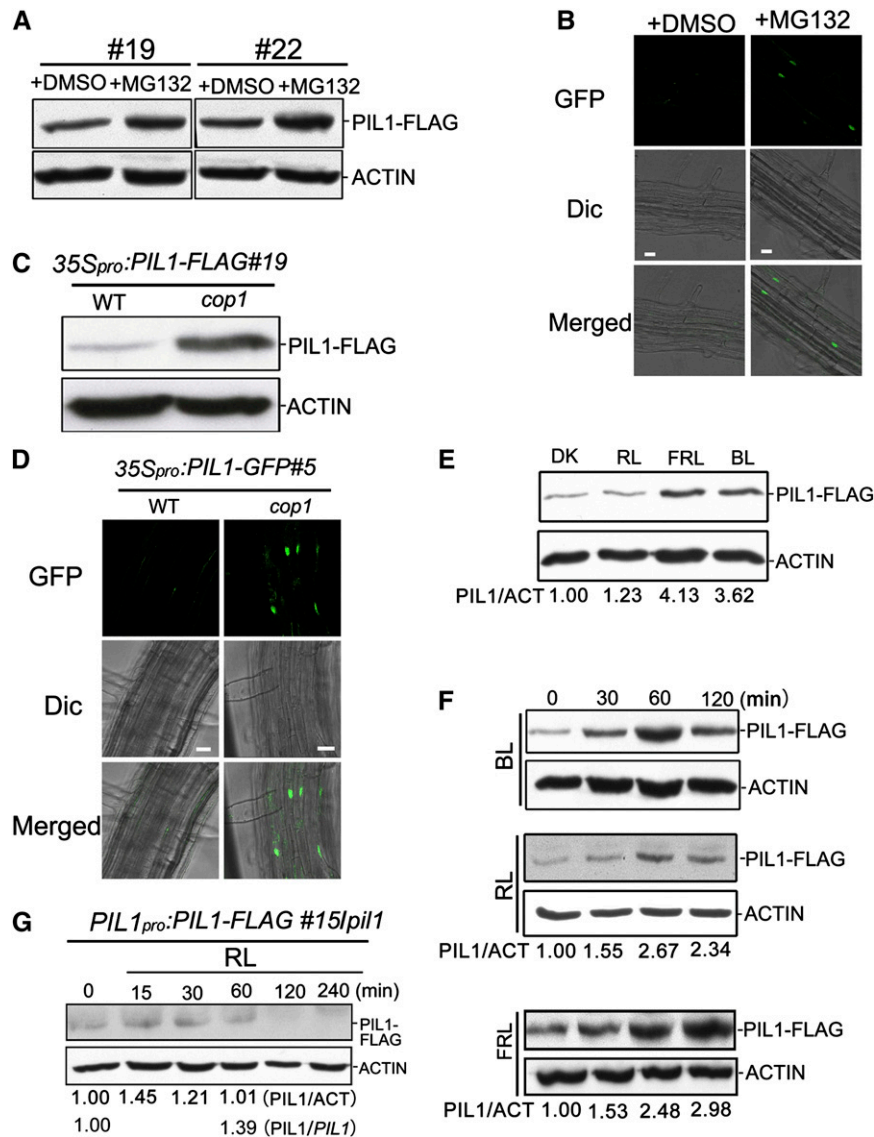 A
#19 #22
+DMSO +MG132 +DMSO +MG132
-PIL1-FLAG
-ACTIN
B
+DMSO +MG132
GFP
Dic
Merged
C
35Spro:PIL1-FLAG#19
WT cop1
-PIL1-FLAG
-ACTIN
D
35Spro:PIL1-GFP#5
WT cop1
GFP
Dic
Merged
E
DK RL FRL BL
-PIL1-FLAG
-ACTIN
PIL1/ACT 1.00 1.23 4.13 3.62
F
0 30 60 120 (min)
BL
-PIL1-FLAG
-ACTIN
RL
-PIL1-FLAG
-ACTIN
PIL1/ACT 1.00 1.55 2.67 2.34
FRL
-PIL1-FLAG
-ACTIN
PIL1/ACT 1.00 1.53 2.48 2.98
G
PIL1pro:PIL1-FLAG #15/pil1
RL
0 15 30 60 120 240 (min)
-PIL1-
FLAG
-ACTIN
1.00 1.45 1.21 1.01 (PIL1/ACT)
1.00 1.39 (PIL1/PIL1)